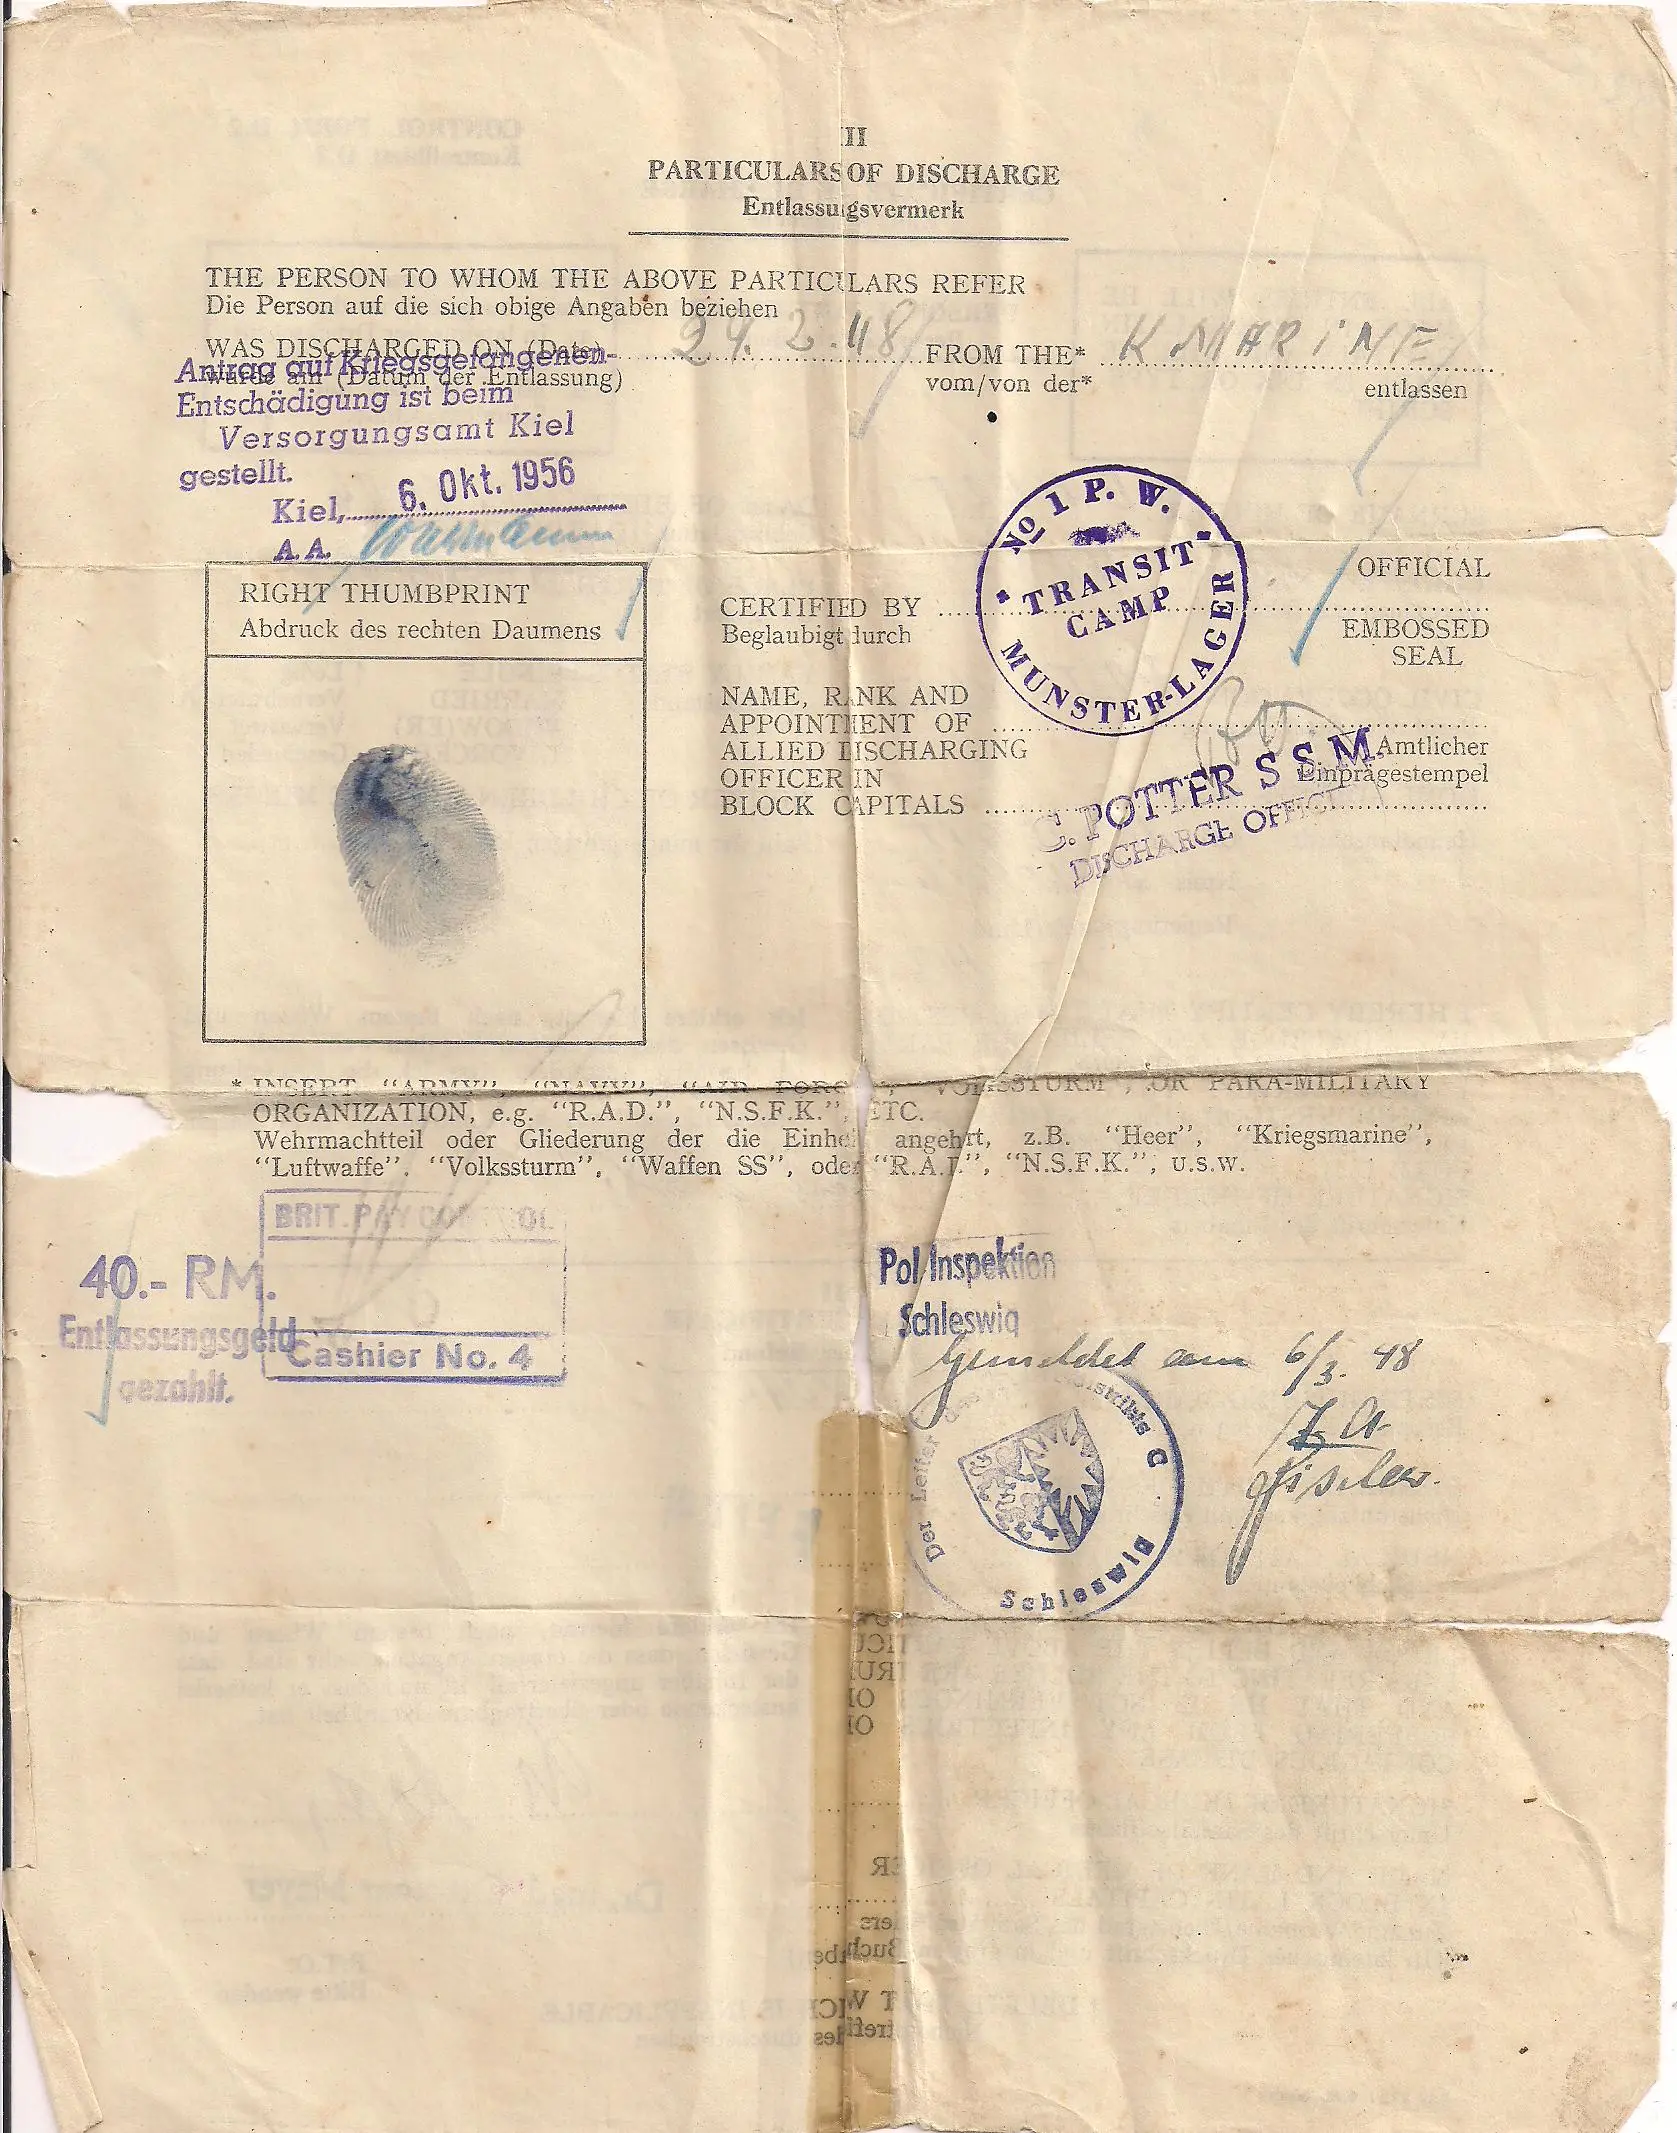 II
PARTICULARS OF DISCHARGE
Entlassungsvermerk
THE PERSON TO WHOM THE ABOVE PARTICULARS REFER
Die Person auf die sich obige Angaben beziehen
WAS DISCHARGED ON (Date) 24.2.48 FROM THE* K MARINE
wurde am (Datum der Entlassung) vom/von der* entlassen
Antrag auf Kriegsgefangenen-
Entschädigung ist beim
Versorgungsamt Kiel
gestellt.
Kiel, 6. Okt. 1956
A.A.
RIGHT THUMBPRINT
Abdruck des rechten Daumens
No 1 P. W.
TRANSIT
CAMP
MUNSTER-LAGER
CERTIFIED BY
Beglaubigt durch
OFFICIAL
EMBOSSED
SEAL
NAME, RANK AND
APPOINTMENT OF
ALLIED DISCHARGING
OFFICER IN
BLOCK CAPITALS
Amtlicher
Einprägestempel
C. POTTER S S.M.
DISCHARGE OFFICER
* INSERT "ARMY", "NAVY", "AIR FORCE", "VOLKSSTURM", OR PARA-MILITARY
ORGANIZATION, e.g. "R.A.D.", "N.S.F.K.", ETC.
Wehrmachtteil oder Gliederung der die Einheit angehrt, z.B. "Heer", "Kriegsmarine",
"Luftwaffe". "Volkssturm", "Waffen SS", oder "R.A.D.", "N.S.F.K.", u.s.w.
BRIT. PAY CONTROL
Cashier No. 4
40.- RM.
Entlassungsgeld
gezahlt.
Pol. Inspektion
Schleswig
Gemeldet am 6/3. 48
I. A.
Der Leiter des distrikts C
Schleswig